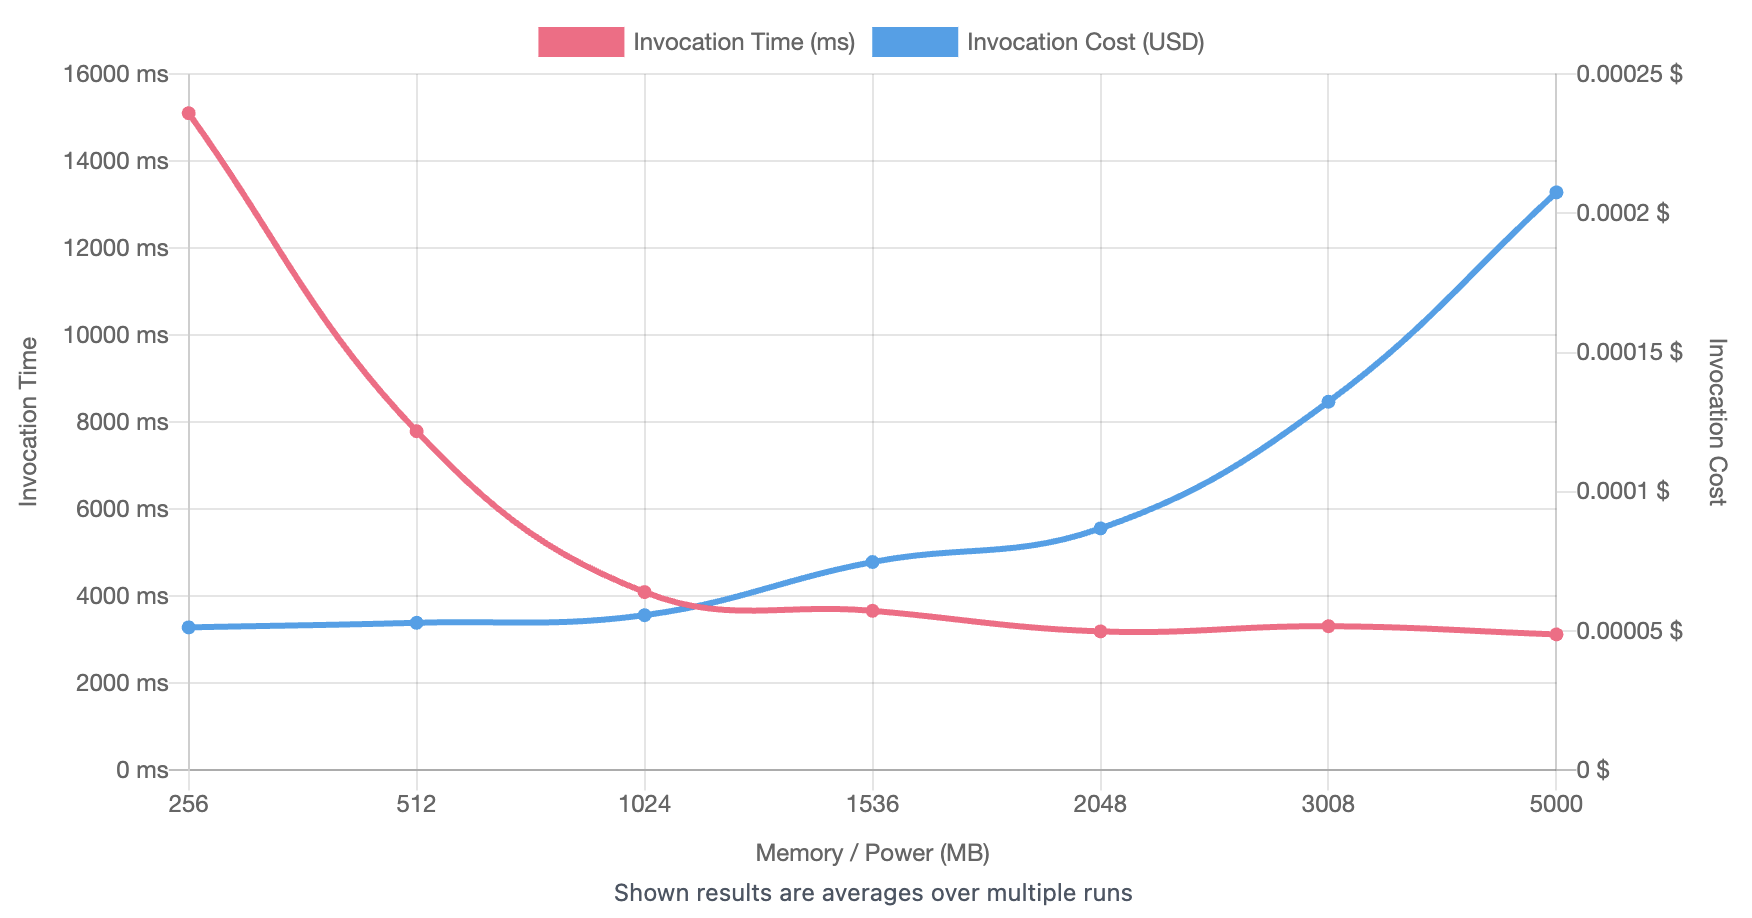 Invocation Time (ms) Invocation Cost (USD)
16000 ms 0.00025 $
14000 ms
12000 ms 0.0002 $
10000 ms
8000 ms 0.00015 $
6000 ms 0.0001 $
4000 ms 0.00005 $
2000 ms
0 ms 0 $
Invocation Time
Invocation Cost
256 512 1024 1536 2048 3008 5000
Memory / Power (MB)
Shown results are averages over multiple runs